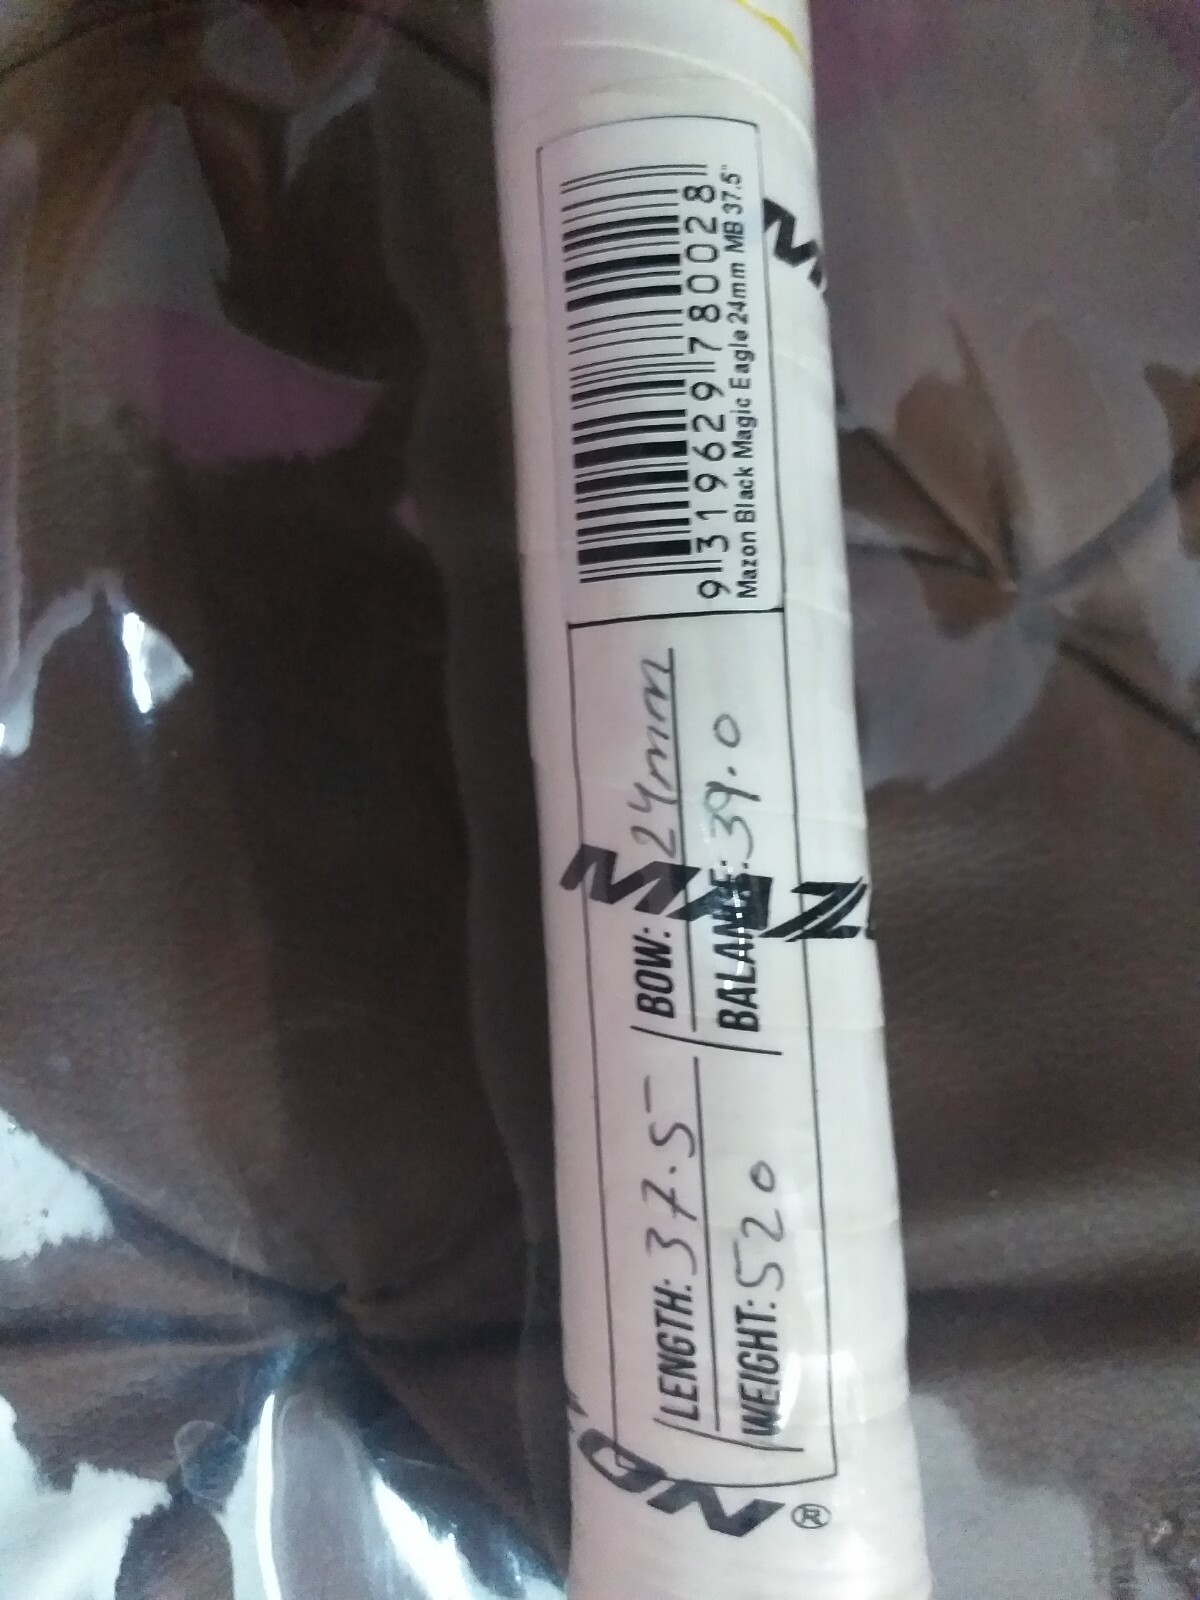 9 319629 780028
Mazon Black Magic Eagle 24mm MB 37.5"
LENGTH: 37.5 BOW: 24mm
WEIGHT: 520 BALANCE: 39.0
MAZ
ON®